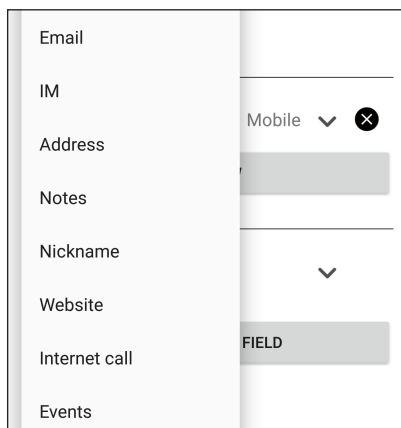 Email
IM
Mobile
Address
Notes
Nickname
Website
FIELD
Internet call
Events